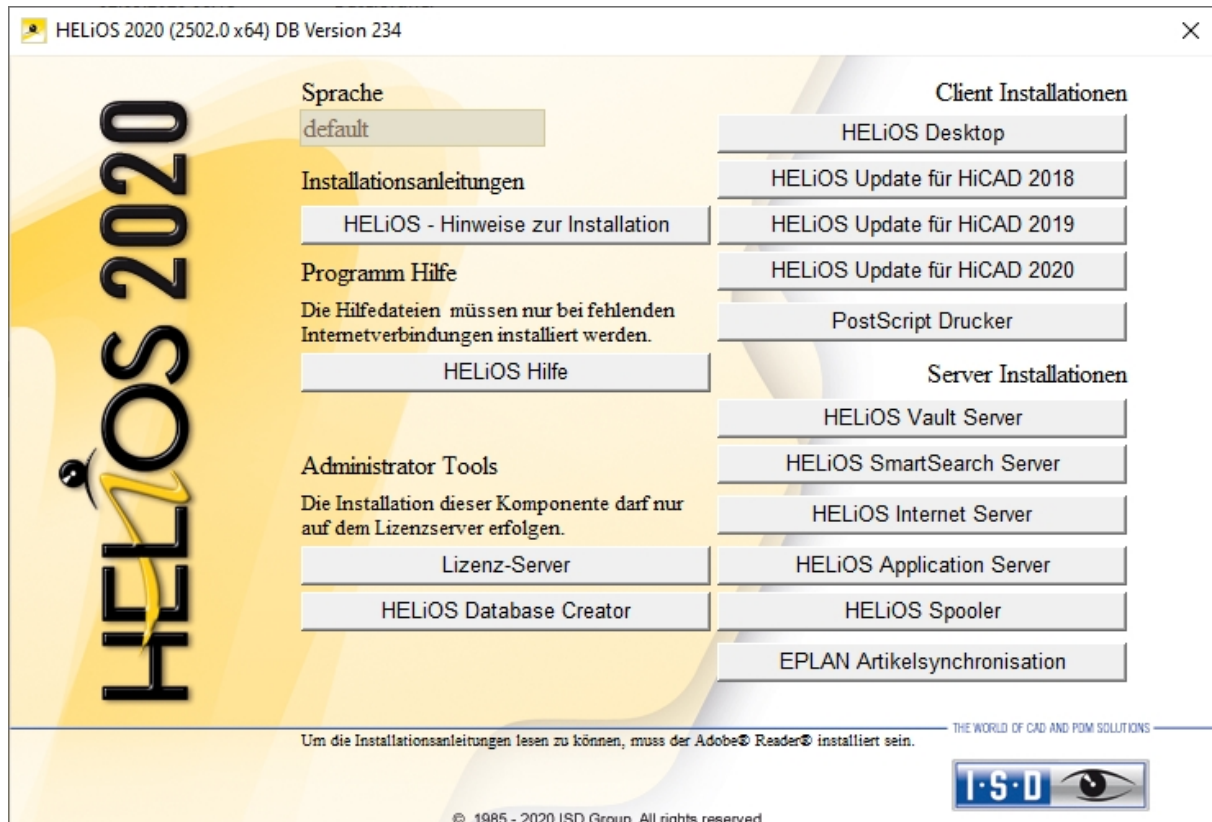 HELiOS 2020 (2502.0 x64) DB Version 234
HELiOS 2020
Sprache
default
Installationsanleitungen
HELiOS - Hinweise zur Installation
Programm Hilfe
Die Hilfedateien müssen nur bei fehlenden
Internetverbindungen installiert werden.
HELiOS Hilfe
Administrator Tools
Die Installation dieser Komponente darf nur
auf dem Lizenzserver erfolgen.
Lizenz-Server
HELiOS Database Creator
Client Installationen
HELiOS Desktop
HELiOS Update für HiCAD 2018
HELiOS Update für HiCAD 2019
HELiOS Update für HiCAD 2020
PostScript Drucker
Server Installationen
HELiOS Vault Server
HELiOS SmartSearch Server
HELiOS Internet Server
HELiOS Application Server
HELiOS Spooler
EPLAN Artikelsynchronisation
THE WORLD OF CAD AND PDM SOLUTIONS
Um die Installationsanleitungen lesen zu können, muss der Adobe® Reader® installiert sein.
I·S·D
© 1985 - 2020 ISD Group. All rights reserved